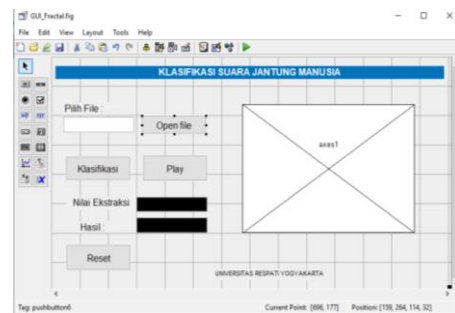 GUI_Fractal.fig
File Edit View Layout Tools Help
KLASIFIKASI SUARA JANTUNG MANUSIA
Pilih File :
Open file
axes1
Klasifikasi Play
Nilai Ekstraksi
Hasil :
Reset
UNIVERSITAS RESPATI YOGYAKARTA
Tag: pushbutton6 Current Point: [696, 177] Position: [159, 264, 114, 32]